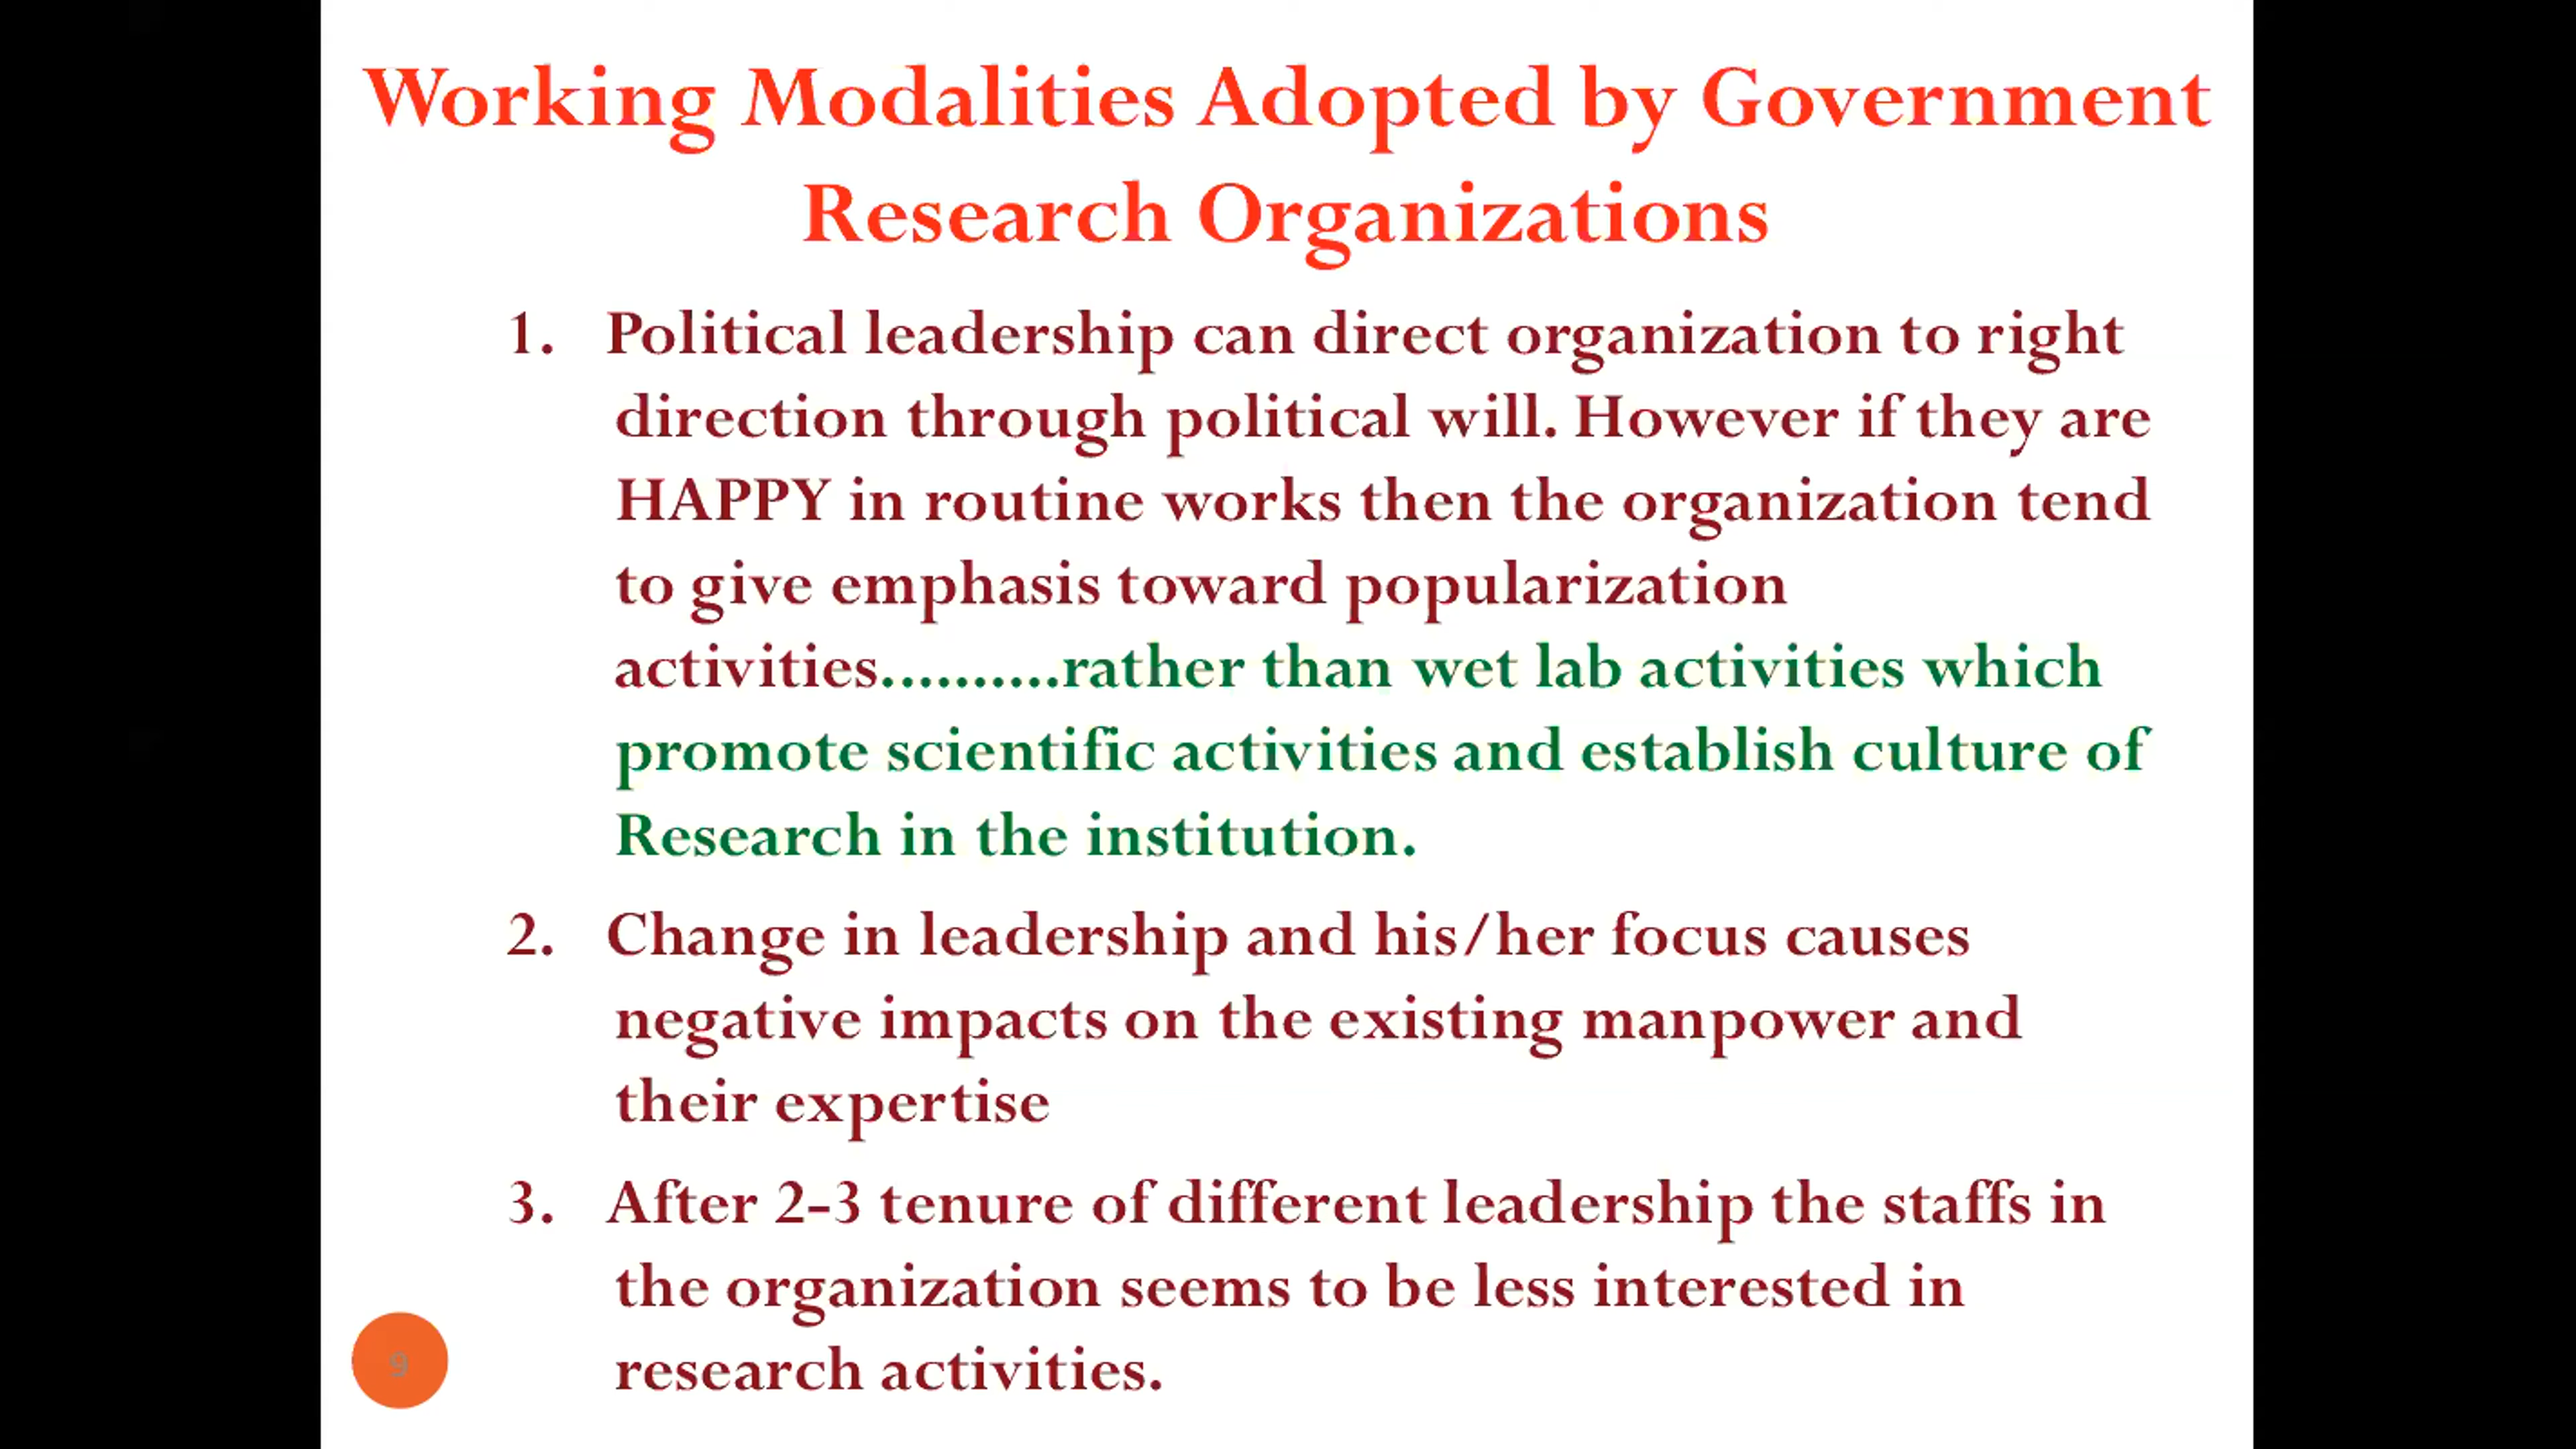 Working Modalities Adopted by Government
Research Organizations
1. Political leadership can direct organization to right
direction through political will. However if they are
HAPPY in routine works then the organization tend
to give emphasis toward popularization
activities..........rather than wet lab activities which
promote scientific activities and establish culture of
Research in the institution.
2. Change in leadership and his/her focus causes
negative impacts on the existing manpower and
their expertise
3. After 2-3 tenure of different leadership the staffs in
the organization seems to be less interested in
research activities.
9